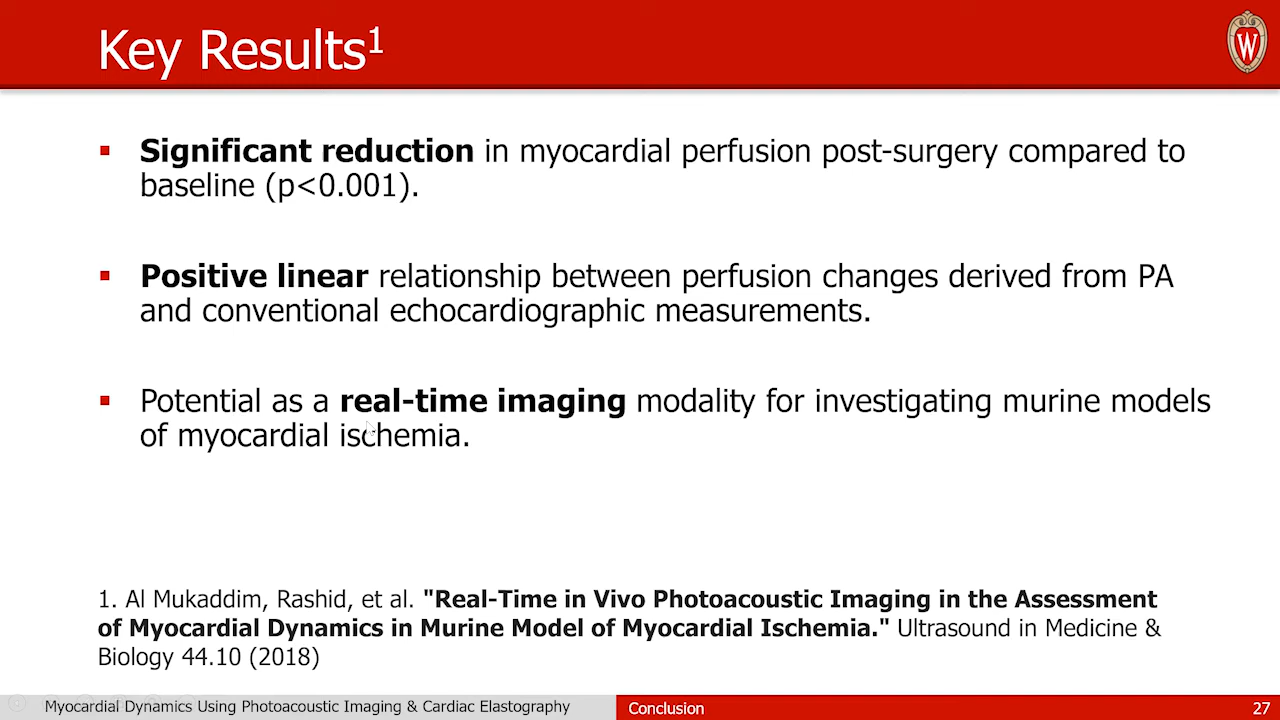 Key Results¹
W
▪ Significant reduction in myocardial perfusion post-surgery compared to
baseline (p<0.001).
▪ Positive linear relationship between perfusion changes derived from PA
and conventional echocardiographic measurements.
▪ Potential as a real-time imaging modality for investigating murine models
of myocardial ischemia.
1. Al Mukaddim, Rashid, et al. "Real-Time in Vivo Photoacoustic Imaging in the Assessment
of Myocardial Dynamics in Murine Model of Myocardial Ischemia." Ultrasound in Medicine &
Biology 44.10 (2018)
Myocardial Dynamics Using Photoacoustic Imaging & Cardiac Elastography
Conclusion
27